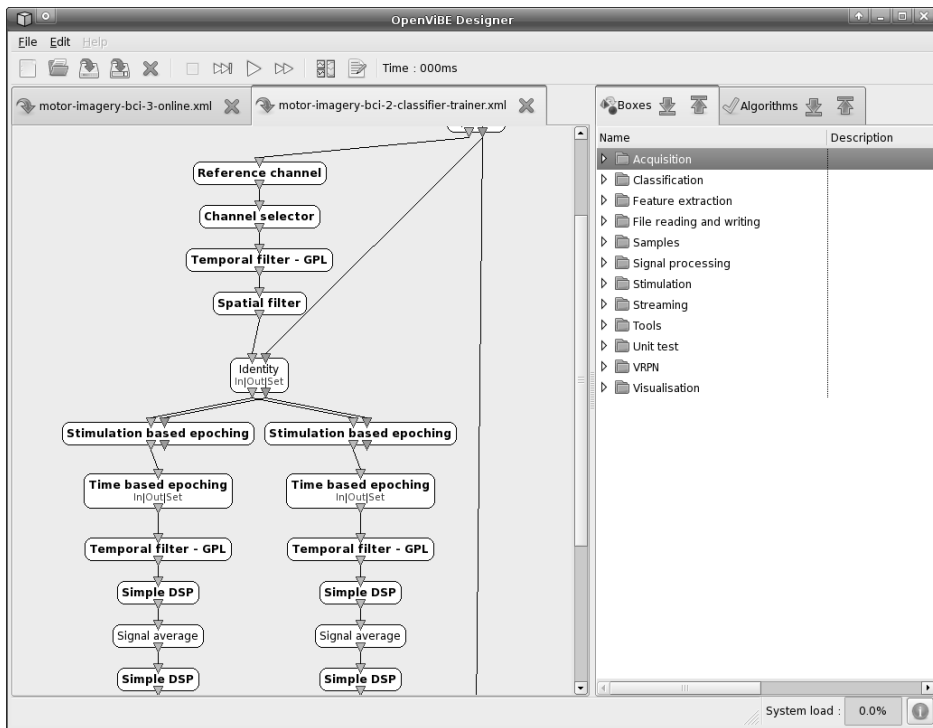 OpenViBE Designer
File Edit Help
Time : 000ms
motor-imagery-bci-3-online.xml motor-imagery-bci-2-classifier-trainer.xml
Boxes Algorithms
Name Description
Reference channel
Channel selector
Temporal filter - GPL
Spatial filter
Identity
In|Out|Set
Stimulation based epoching Stimulation based epoching
Time based epoching Time based epoching
In|Out|Set In|Out|Set
Temporal filter - GPL Temporal filter - GPL
Simple DSP Simple DSP
Signal average Signal average
Simple DSP Simple DSP
Acquisition
Classification
Feature extraction
File reading and writing
Samples
Signal processing
Stimulation
Streaming
Tools
Unit test
VRPN
Visualisation
System load : 0.0%